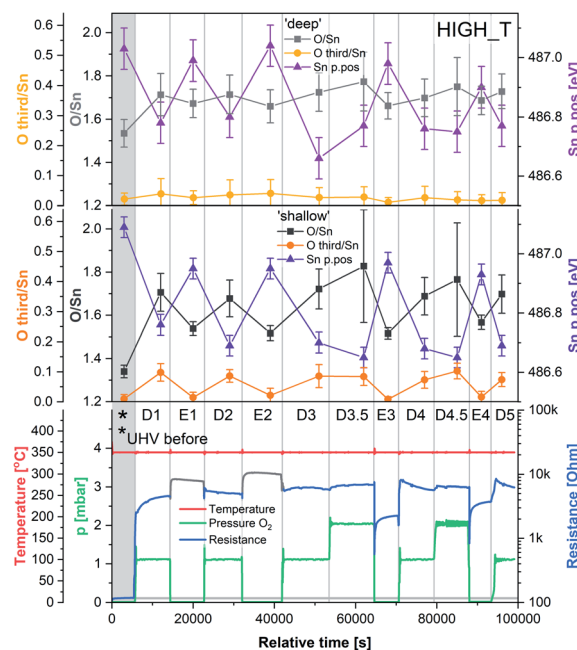 'deep'
O/Sn
O third/Sn
Sn p.pos
HIGH_T
O third/Sn
O/Sn
Sn p.pos [eV]
0.6
0.5
0.4
0.3
0.2
0.1
0.0
2.0
1.8
1.6
1.4
1.2
487.0
486.8
486.6
'shallow'
O/Sn
O third/Sn
Sn p.pos
O third/Sn
O/Sn
Sn p.pos [eV]
0.6
0.5
0.4
0.3
0.2
0.1
0.0
2.0
1.8
1.6
1.4
1.2
487.0
486.8
486.6
* D1 E1 D2 E2 D3 D3.5 E3 D4 D4.5 E4 D5
* UHV before
Temperature
Pressure O₂
Resistance
Temperature [°C]
p [mbar]
Resistance [Ohm]
400
350
300
250
200
150
100
50
0
4
3
2
1
0
100k
10k
1k
100
0 20000 40000 60000 80000 100000
Relative time [s]